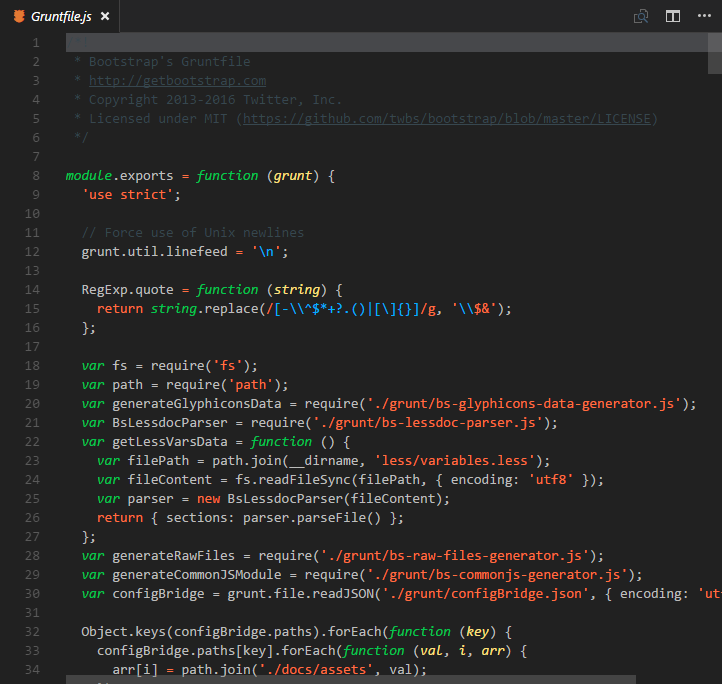 Gruntfile.js
1
2 * Bootstrap's Gruntfile
3 * http://getbootstrap.com
4 * Copyright 2013-2016 Twitter, Inc.
5 * Licensed under MIT (https://github.com/twbs/bootstrap/blob/master/LICENSE)
6 */
7
8 module.exports = function (grunt) {
9 'use strict';
10
11 // Force use of Unix newlines
12 grunt.util.linefeed = '\n';
13
14 RegExp.quote = function (string) {
15 return string.replace(/[-\\^$*+?.()|[\]{}]/g, '\\$&');
16 };
17
18 var fs = require('fs');
19 var path = require('path');
20 var generateGlyphiconsData = require('./grunt/bs-glyphicons-data-generator.js');
21 var BsLessdocParser = require('./grunt/bs-lessdoc-parser.js');
22 var getLessVarsData = function () {
23 var filePath = path.join(__dirname, 'less/variables.less');
24 var fileContent = fs.readFileSync(filePath, { encoding: 'utf8' });
25 var parser = new BsLessdocParser(fileContent);
26 return { sections: parser.parseFile() };
27 };
28 var generateRawFiles = require('./grunt/bs-raw-files-generator.js');
29 var generateCommonJSModule = require('./grunt/bs-commonjs-generator.js');
30 var configBridge = grunt.file.readJSON('./grunt/configBridge.json', { encoding: 'ut
31
32 Object.keys(configBridge.paths).forEach(function (key) {
33 configBridge.paths[key].forEach(function (val, i, arr) {
34 arr[i] = path.join('./docs/assets', val);